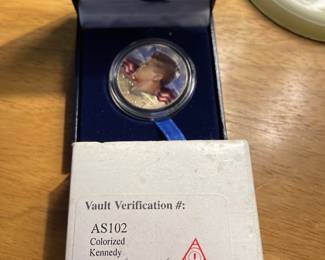 Vault Verification #:
AS102
Colorized
Kennedy